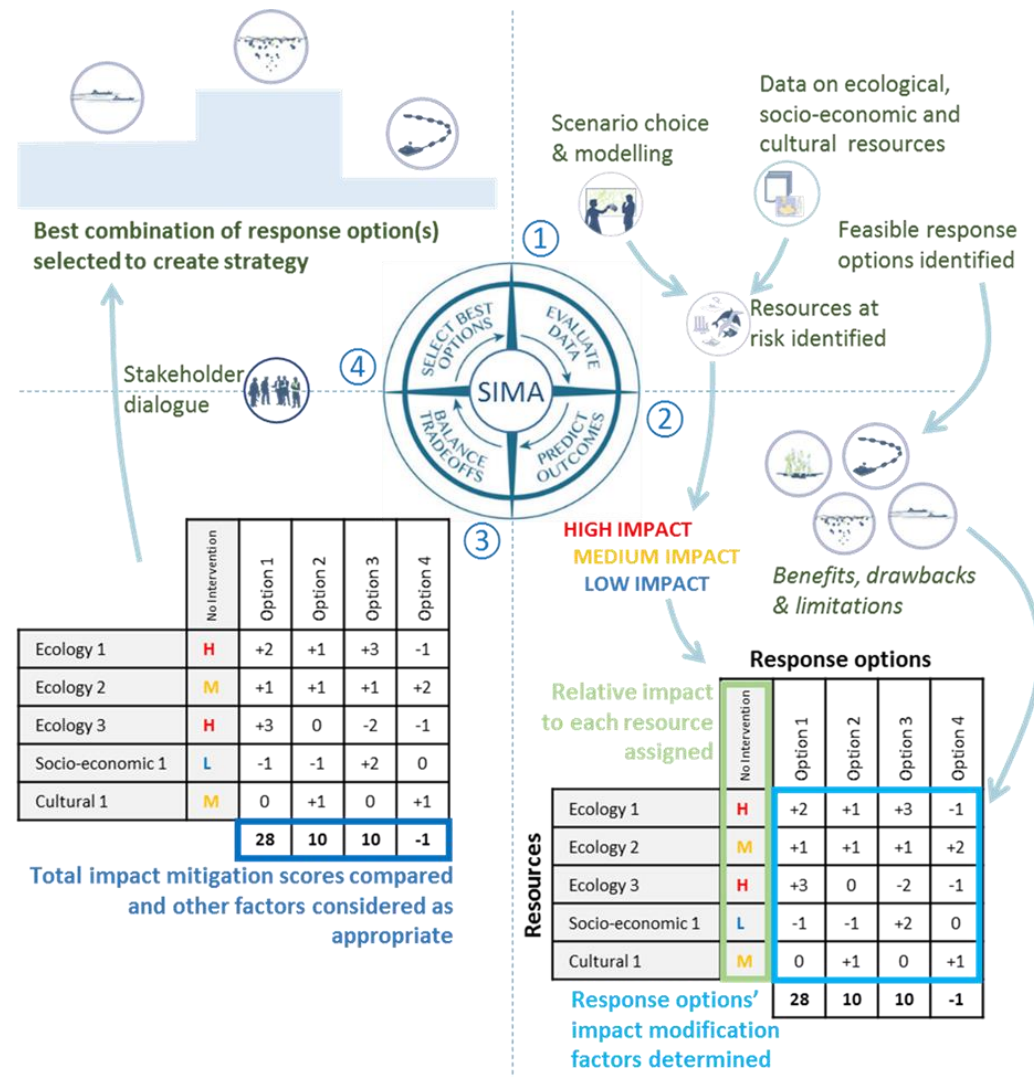 Scenario choice
& modelling
Data on ecological,
socio-economic and
cultural resources
Feasible response
options identified
Resources at
risk identified
Best combination of response option(s)
selected to create strategy
Stakeholder
dialogue
①
②
③
④
SIMA
EVALUATE
DATA
PREDICT
OUTCOMES
BALANCE
TRADEOFFS
SELECT BEST
OPTIONS
HIGH IMPACT
MEDIUM IMPACT
LOW IMPACT
Benefits, drawbacks
& limitations
No Intervention Option 1 Option 2 Option 3 Option 4
Ecology 1 H +2 +1 +3 -1
Ecology 2 M +1 +1 +1 +2
Ecology 3 H +3 0 -2 -1
Socio-economic 1 L -1 -1 +2 0
Cultural 1 M 0 +1 0 +1
28 10 10 -1
Total impact mitigation scores compared
and other factors considered as
appropriate
Response options
Relative impact
to each resource
assigned
Resources
No Intervention Option 1 Option 2 Option 3 Option 4
Ecology 1 H +2 +1 +3 -1
Ecology 2 M +1 +1 +1 +2
Ecology 3 H +3 0 -2 -1
Socio-economic 1 L -1 -1 +2 0
Cultural 1 M 0 +1 0 +1
28 10 10 -1
Response options'
impact modification
factors determined